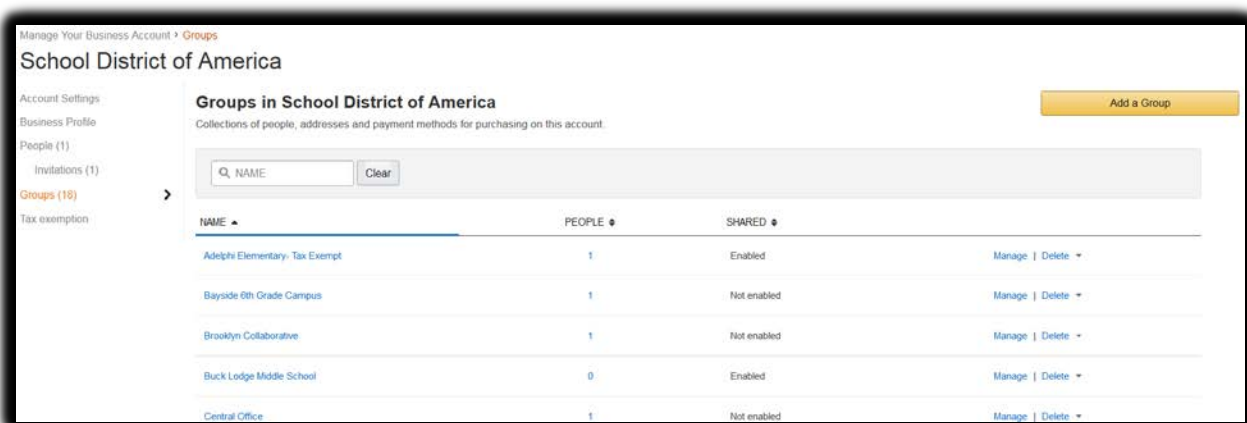 Manage Your Business Account › Groups
School District of America
Account Settings
Business Profile
People (1)
Invitations (1)
Groups (18)
Tax exemption
Groups in School District of America
Collections of people, addresses and payment methods for purchasing on this account.
Add a Group
NAME Clear
NAME PEOPLE SHARED
Adelphi Elementary- Tax Exempt 1 Enabled Manage | Delete
Bayside 6th Grade Campus 1 Not enabled Manage | Delete
Brooklyn Collaborative 1 Not enabled Manage | Delete
Buck Lodge Middle School 0 Enabled Manage | Delete
Central Office 1 Not enabled Manage | Delete